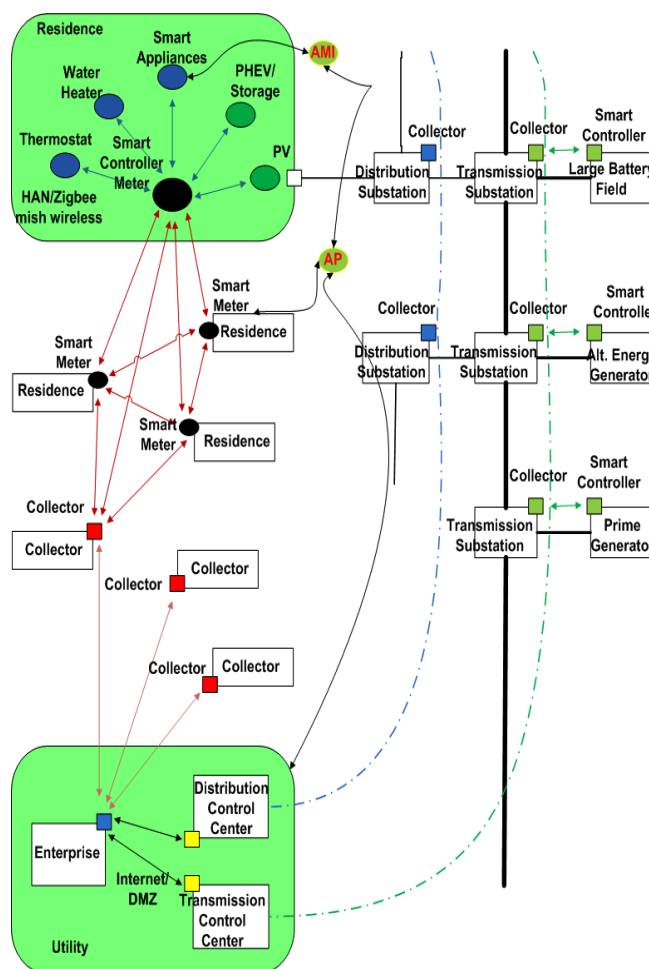 Residence
Smart
Appliances
AMI
Water
Heater
PHEV/
Storage
Thermostat
Smart
Controller
Meter
PV
HAN/Zigbee
mish wireless
Collector
Distribution
Substation
Collector
Transmission
Substation
Smart
Controller
Large Battery
Field
AP
Smart
Meter
Residence
Smart
Meter
Residence
Smart
Meter
Residence
Collector
Distribution
Substation
Collector
Transmission
Substation
Smart
Controlle
Alt. Energ
Generator
Collector
Collector
Collector
Collector
Collector
Collector
Collector
Transmission
Substation
Smart
Controller
Prime
Generator
Distribution
Control
Center
Enterprise
Internet/
DMZ
Transmission
Control
Center
Utility